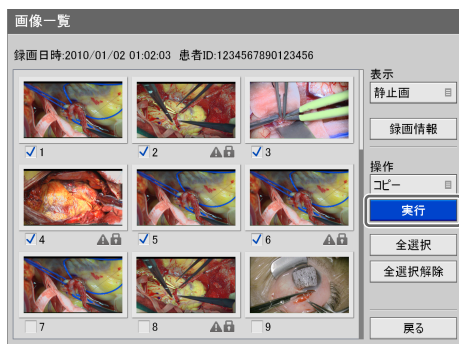 画像一覧
録画日時:2010/01/02 01:02:03 患者ID:1234567890123456
表示
静止画
録画情報
操作
コピー
実行
全選択
全選択解除
戻る
1
2
3
4
5
6
7
8
9